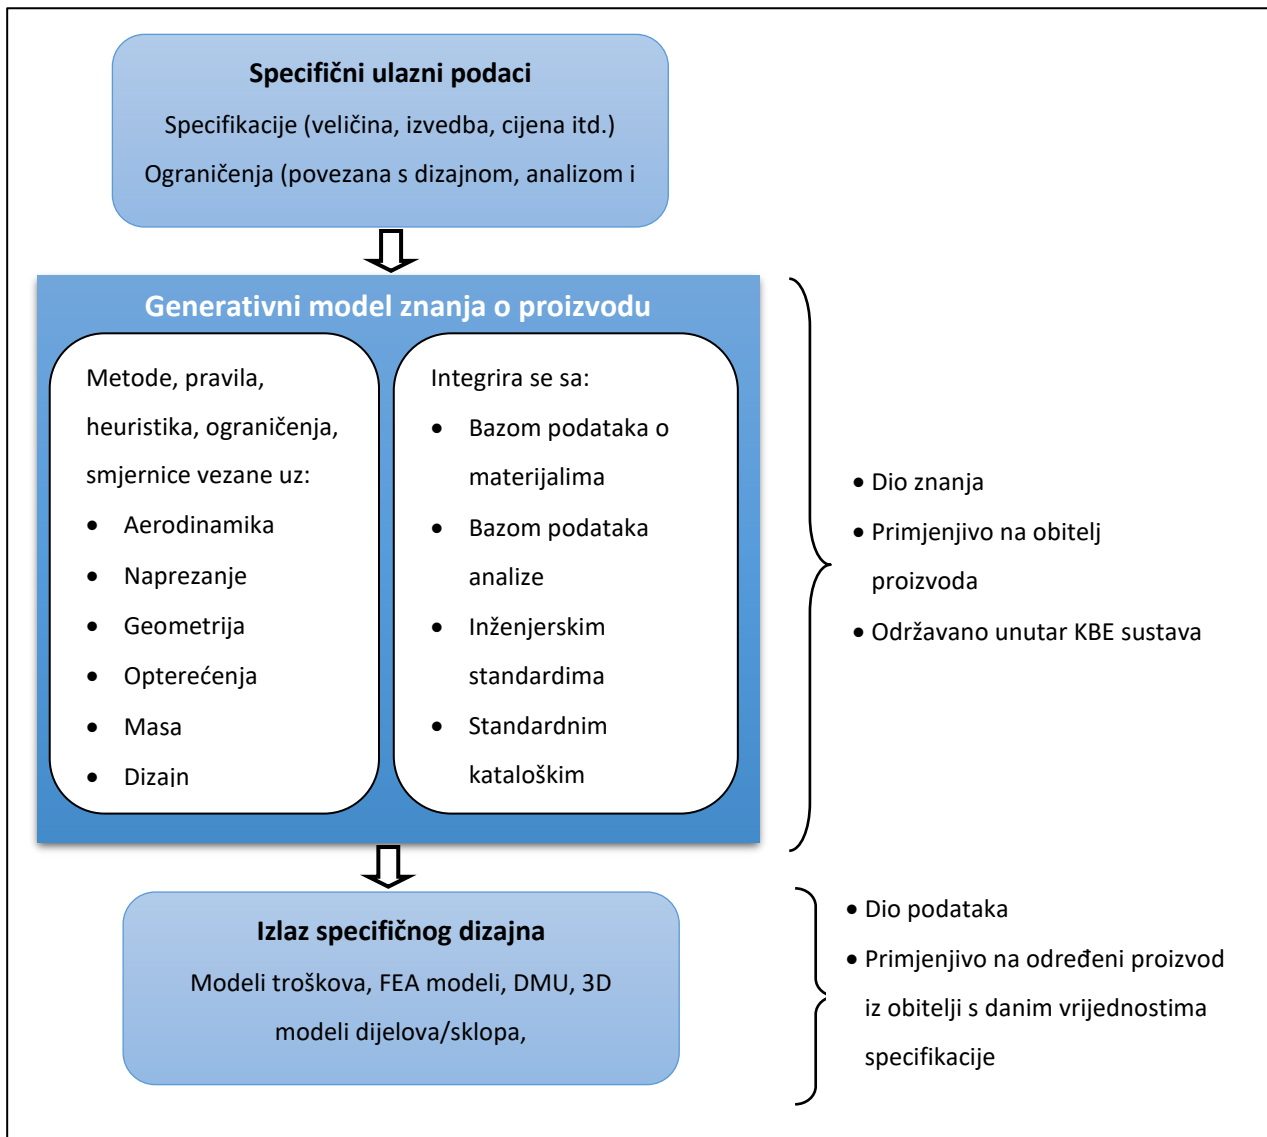 Specifični ulazni podaci
Specifikacije (veličina, izvedba, cijena itd.)
Ograničenja (povezana s dizajnom, analizom i
Generativni model znanja o proizvodu
Metode, pravila,
heuristika, ograničenja,
smjernice vezane uz:
• Aerodinamika
• Naprezanje
• Geometrija
• Opterećenja
• Masa
• Dizajn
Integrira se sa:
• Bazom podataka o
materijalima
• Bazom podataka
analize
• Inženjerskim
standardima
• Standardnim
kataloškim
• Dio znanja
• Primjenjivo na obitelj
proizvoda
• Održavano unutar KBE sustava
Izlaz specifičnog dizajna
Modeli troškova, FEA modeli, DMU, 3D
modeli dijelova/sklopa,
• Dio podataka
• Primjenjivo na određeni proizvod
iz obitelji s danim vrijednostima
specifikacije